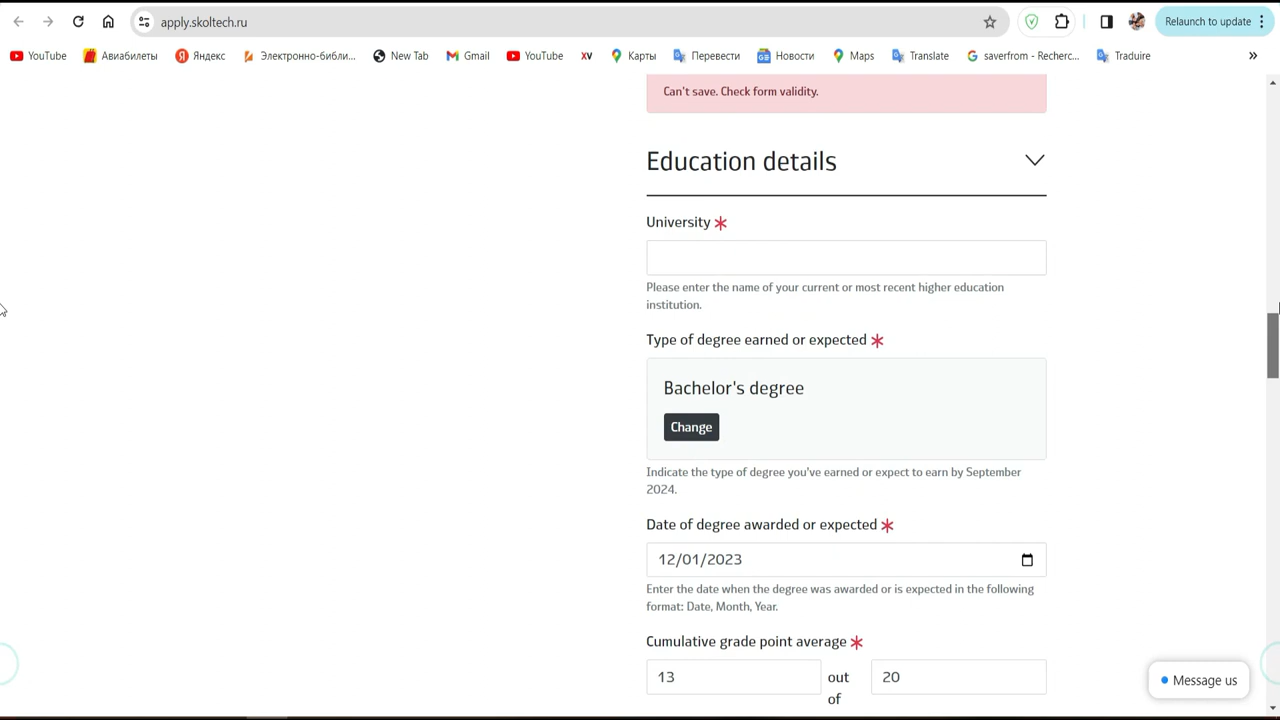 apply.skoltech.ru
Relaunch to update
YouTube Авиабилеты Яндекс Электронно-библи... New Tab Gmail YouTube XV Карты Перевести Новости Maps Translate saverfrom - Recherc... Traduire »
Can't save. Check form validity.
Education details
University *
Please enter the name of your current or most recent higher education
institution.
Type of degree earned or expected *
Bachelor's degree
Change
Indicate the type of degree you've earned or expect to earn by September
2024.
Date of degree awarded or expected *
12/01/2023
Enter the date when the degree was awarded or is expected in the following
format: Date, Month, Year.
Cumulative grade point average *
13 out of 20
Message us